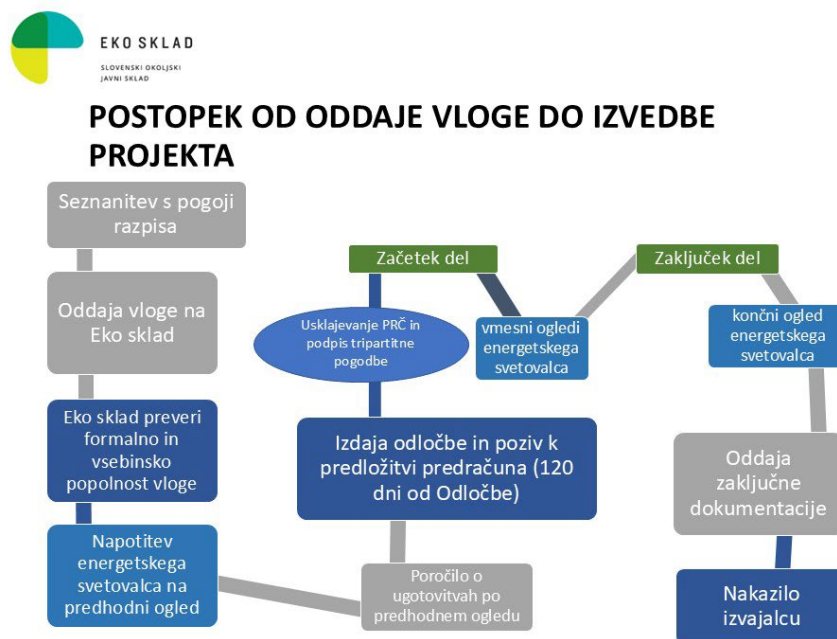 EKO SKLAD
SLOVENSKI OKOLJSKI
JAVNI SKLAD
POSTOPEK OD ODDAJE VLOGE DO IZVEDBE
PROJEKTA
Seznanitev s pogoji
razpisa
Oddaja vloge na
Eko sklad
Eko sklad preveri
formalno in
vsebinsko
popolnost vloge
Napotitev
energetskega
svetovalca na
predhodni ogled
Poročilo o
ugotovitvah po
predhodnem ogledu
Izdaja odločbe in poziv k
predložitvi predračuna (120
dni od Odločbe)
Usklajevanje PRČ in
podpis tripartitne
pogodbe
Začetek del
vmesni ogledi
energetskega
svetovalca
Zaključek del
končni ogled
energetskega
svetovalca
Oddaja
zaključne
dokumentacije
Nakazilo
izvajalcu